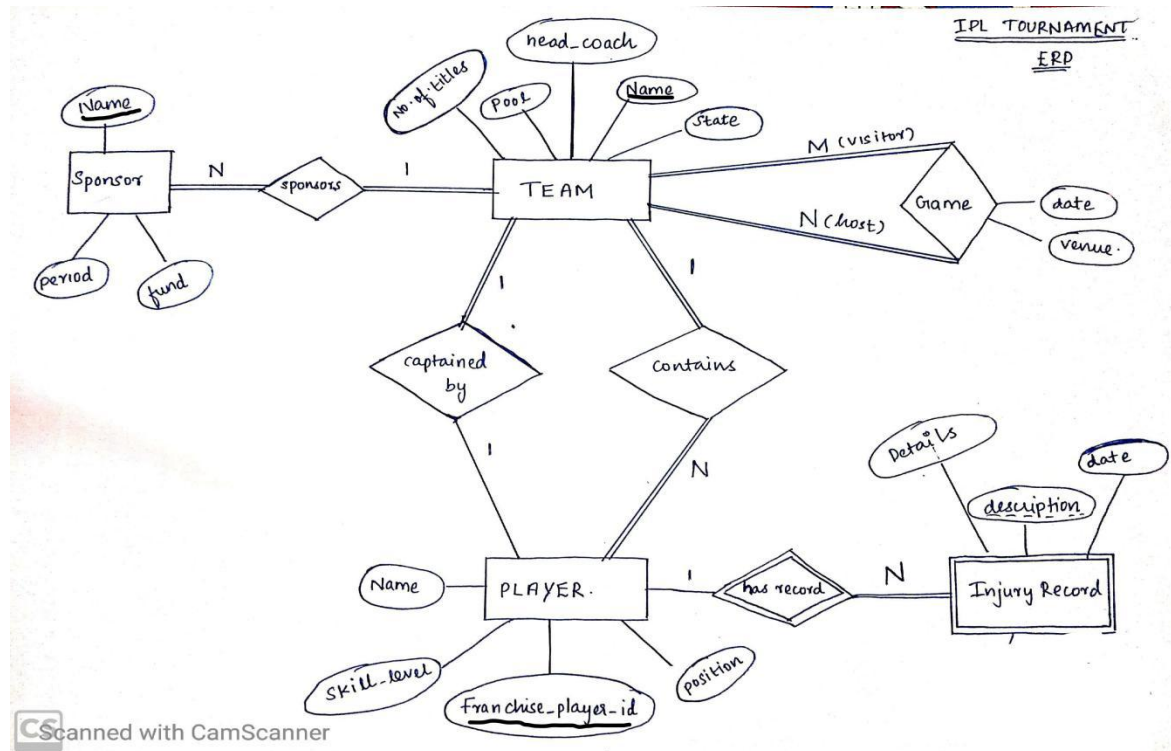 IPL TOURNAMENT
ERD
head_coach
No.of.titles
Pool
Name
State
Name
Sponsor
N
sponsors
1
TEAM
M (visitor)
N (host)
Game
date
venue.
period
fund
1
1
captained
by
contains
1
N
Details
date
description
Name
PLAYER.
1
has record
N
Injury Record
Skill_level
Franchise_player_id
position
CS Scanned with CamScanner